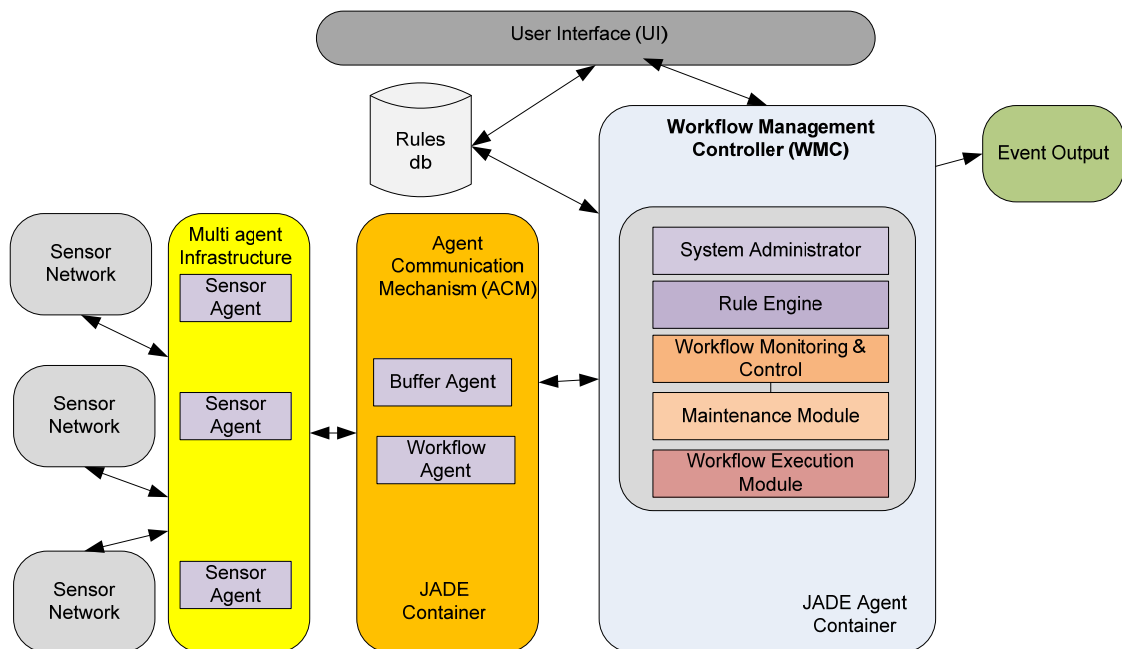 User Interface (UI)
Rules
db
Workflow Management
Controller (WMC)
Event Output
System Administrator
Rule Engine
Workflow Monitoring &
Control
Maintenance Module
Workflow Execution
Module
JADE Agent
Container
Agent
Communication
Mechanism (ACM)
Buffer Agent
Workflow
Agent
JADE
Container
Multi agent
Infrastructure
Sensor
Agent
Sensor
Agent
Sensor
Agent
Sensor
Network
Sensor
Network
Sensor
Network